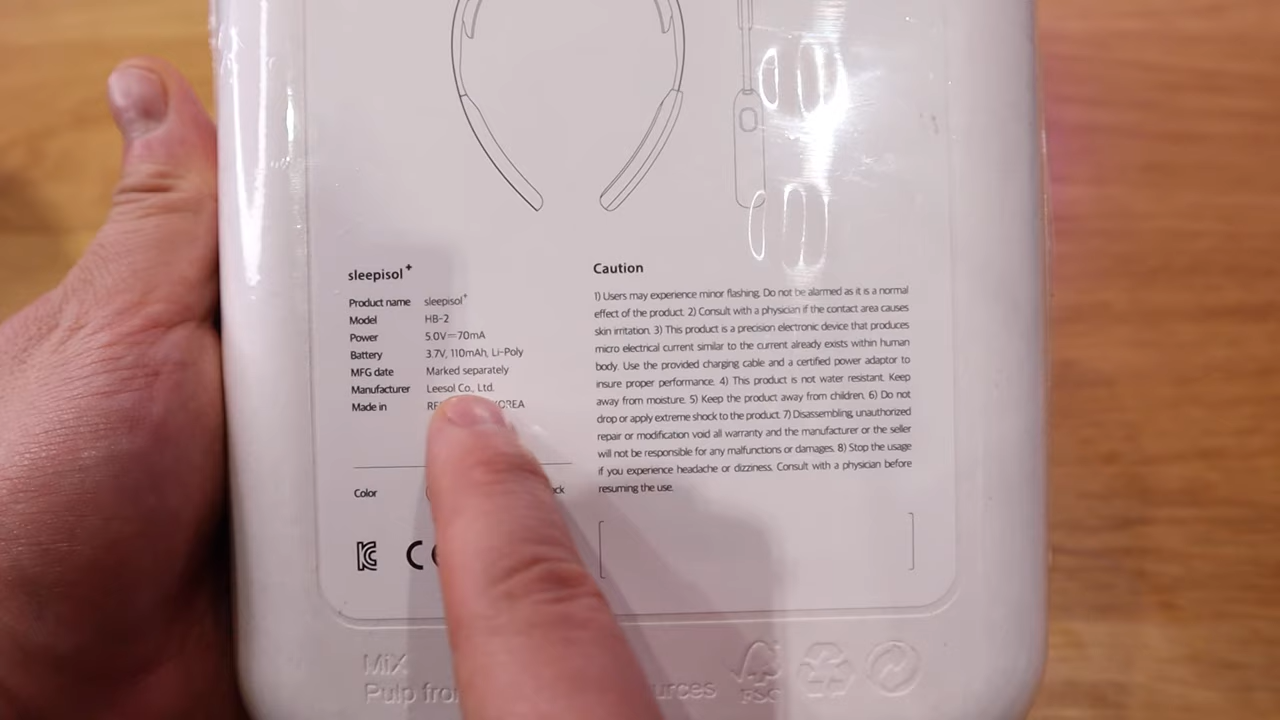 sleepisol+
Product name sleepisol+
Model HB-2
Power 5.0V⎓70mA
Battery 3.7V, 110mAh, Li-Poly
MFG date Marked separately
Manufacturer Leesol Co., Ltd.
Made in KOREA
Color
Caution
1) Users may experience minor flashing. Do not be alarmed as it is a normal
effect of the product. 2) Consult with a physician if the contact area causes
skin irritation. 3) This product is a precision electronic device that produces
micro electrical current similar to the current already exists within human
body. Use the provided charging cable and a certified power adaptor to
insure proper performance. 4) This product is not water resistant. Keep
away from moisture. 5) Keep the product away from children. 6) Do not
drop or apply extreme shock to the product. 7) Disassembling, unauthorized
repair or modification void all warranty and the manufacturer or the seller
will not be responsible for any malfunctions or damages. 8) Stop the usage
if you experience headache or dizziness. Consult with a physician before
resuming the use.
MiX
Pulp
FSC